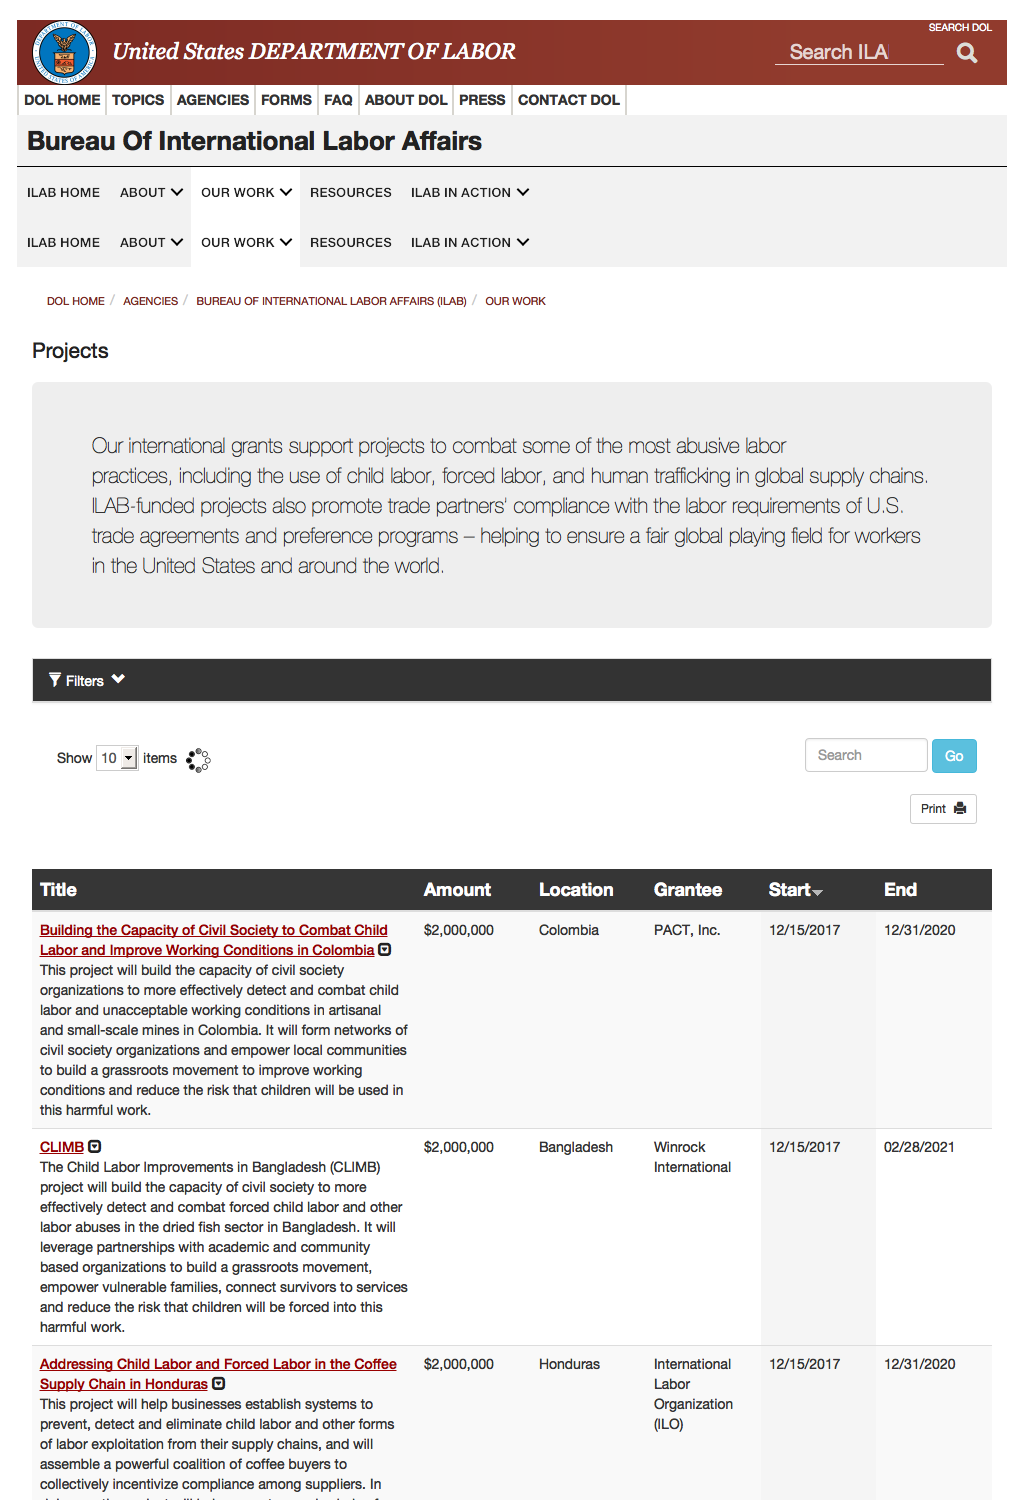 SEARCH DOL
United States DEPARTMENT OF LABOR
Search ILA
DOL HOME TOPICS AGENCIES FORMS FAQ ABOUT DOL PRESS CONTACT DOL
Bureau Of International Labor Affairs
ILAB HOME ABOUT OUR WORK RESOURCES ILAB IN ACTION
ILAB HOME ABOUT OUR WORK RESOURCES ILAB IN ACTION
DOL HOME / AGENCIES / BUREAU OF INTERNATIONAL LABOR AFFAIRS (ILAB) / OUR WORK
Projects
Our international grants support projects to combat some of the most abusive labor
practices, including the use of child labor, forced labor, and human trafficking in global supply chains.
ILAB-funded projects also promote trade partners' compliance with the labor requirements of U.S.
trade agreements and preference programs – helping to ensure a fair global playing field for workers
in the United States and around the world.
Filters
Show 10 items
Search Go
Print
Title Amount Location Grantee Start End
Building the Capacity of Civil Society to Combat Child $2,000,000 Colombia PACT, Inc. 12/15/2017 12/31/2020
Labor and Improve Working Conditions in Colombia
This project will build the capacity of civil society
organizations to more effectively detect and combat child
labor and unacceptable working conditions in artisanal
and small-scale mines in Colombia. It will form networks of
civil society organizations and empower local communities
to build a grassroots movement to improve working
conditions and reduce the risk that children will be used in
this harmful work.
CLIMB $2,000,000 Bangladesh Winrock 12/15/2017 02/28/2021
The Child Labor Improvements in Bangladesh (CLIMB) International
project will build the capacity of civil society to more
effectively detect and combat forced child labor and other
labor abuses in the dried fish sector in Bangladesh. It will
leverage partnerships with academic and community
based organizations to build a grassroots movement,
empower vulnerable families, connect survivors to services
and reduce the risk that children will be forced into this
harmful work.
Addressing Child Labor and Forced Labor in the Coffee $2,000,000 Honduras International 12/15/2017 12/31/2020
Supply Chain in Honduras Labor
This project will help businesses establish systems to Organization
prevent, detect and eliminate child labor and other forms (ILO)
of labor exploitation from their supply chains, and will
assemble a powerful coalition of coffee buyers to
collectively incentivize compliance among suppliers. In